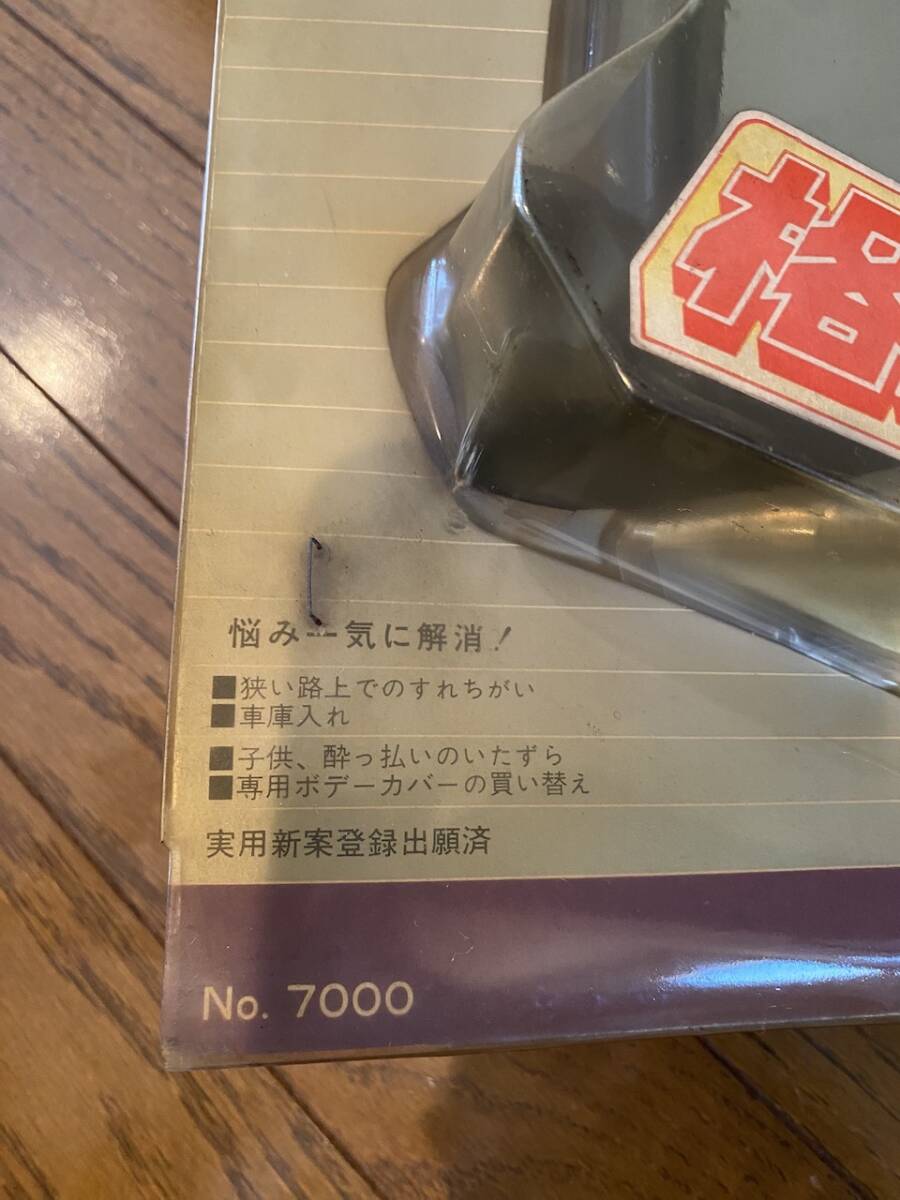 格
悩み一気に解消!
■狭い路上でのすれちがい
■車庫入れ
■子供、酔っ払いのいたずら
■専用ボデーカバーの買い替え
実用新案登録出願済
No. 7000